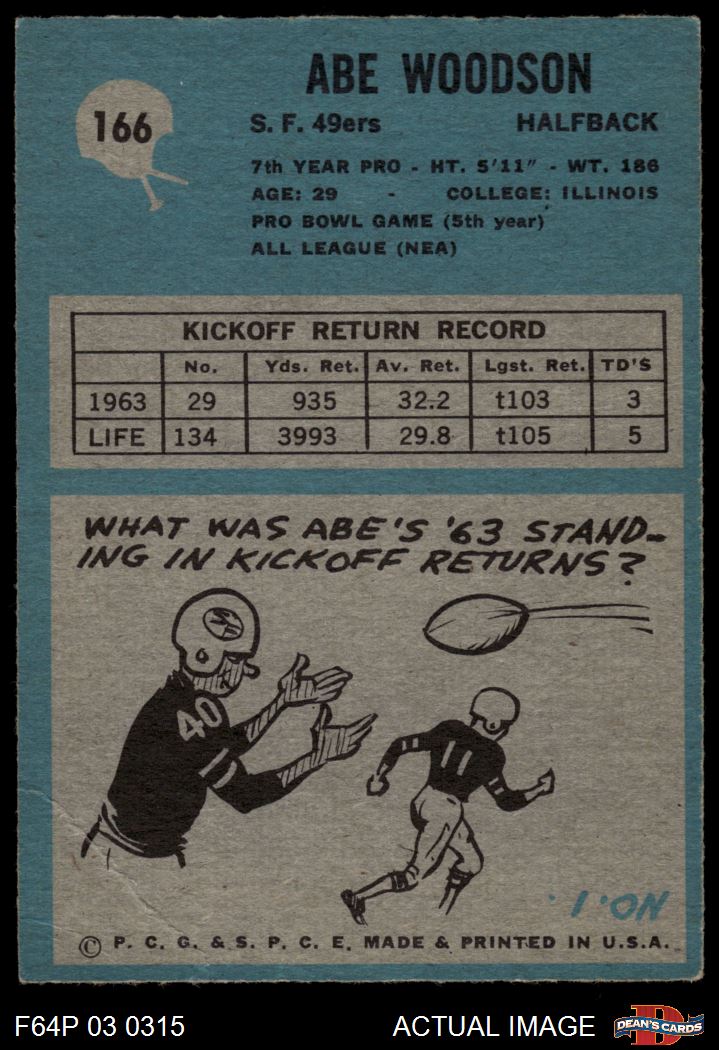 166
ABE WOODSON
S. F. 49ers HALFBACK
7th YEAR PRO - HT. 5'11" - WT. 186
AGE: 29 - COLLEGE: ILLINOIS
PRO BOWL GAME (5th year)
ALL LEAGUE (NEA)
KICKOFF RETURN RECORD
No. Yds. Ret. Av. Ret. Lgst. Ret. TD'S
1963 29 935 32.2 t103 3
LIFE 134 3993 29.8 t105 5
WHAT WAS ABE'S '63 STAND-
ING IN KICKOFF RETURNS?
SF
40
11
NO. 1.
© P. C. G. & S. P. C. E. MADE & PRINTED IN U.S.A.
F64P 03 0315 ACTUAL IMAGE D DEAN'S CARDS